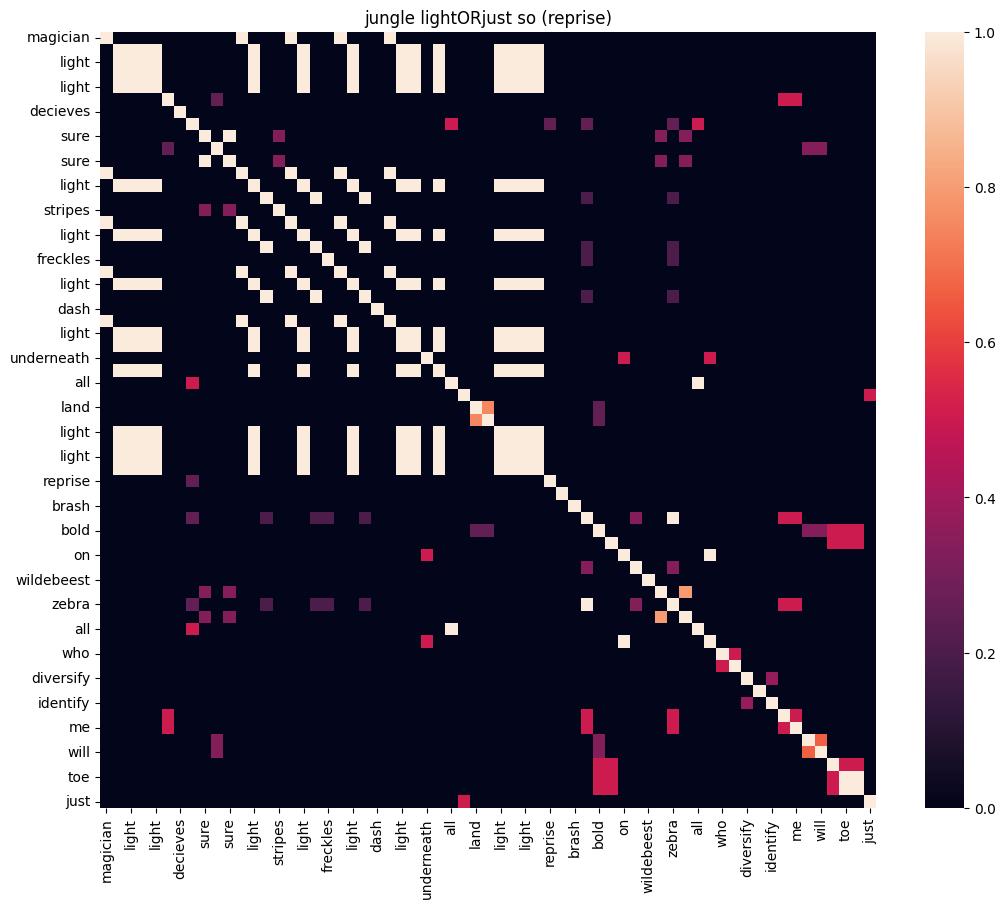 jungle lightORjust so (reprise)
magician
light
light
decieves
sure
sure
light
stripes
light
freckles
light
dash
light
underneath
all
land
light
light
reprise
brash
bold
on
wildebeest
zebra
all
who
diversify
identify
me
will
toe
just
1.0
0.8
0.6
0.4
0.2
0.0
magician
light
light
decieves
sure
sure
light
stripes
light
freckles
light
dash
light
underneath
all
land
light
light
reprise
brash
bold
on
wildebeest
zebra
all
who
diversify
identify
me
will
toe
just